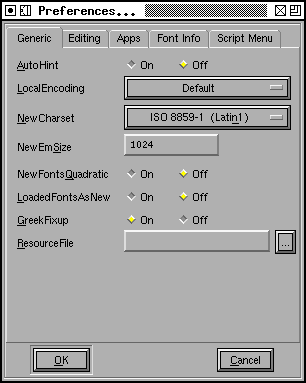 Preferences...
Generic Editing Apps Font Info Script Menu
AutoHint On Off
LocalEncoding Default
NewCharset ISO 8859-1 (Latin1)
NewEmSize 1024
NewFontsQuadratic On Off
LoadedFontsAsNew On Off
GreekFixup On Off
ResourceFile ...
OK Cancel